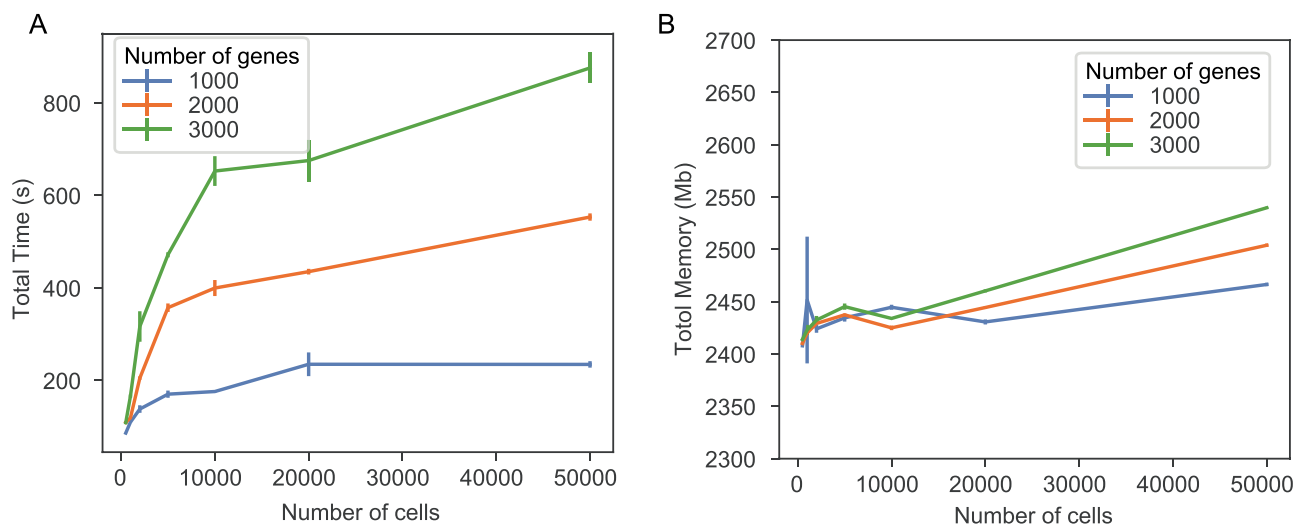 A
Number of genes
1000
2000
3000
800
600
400
200
Total Time (s)
0 10000 20000 30000 40000 50000
Number of cells
B
Number of genes
1000
2000
3000
2700
2650
2600
2550
2500
2450
2400
2350
2300
Totol Memory (Mb)
0 10000 20000 30000 40000 50000
Number of cells